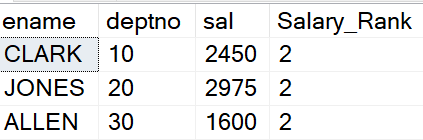 ename deptno sal Salary_Rank
CLARK 10 2450 2
JONES 20 2975 2
ALLEN 30 1600 2